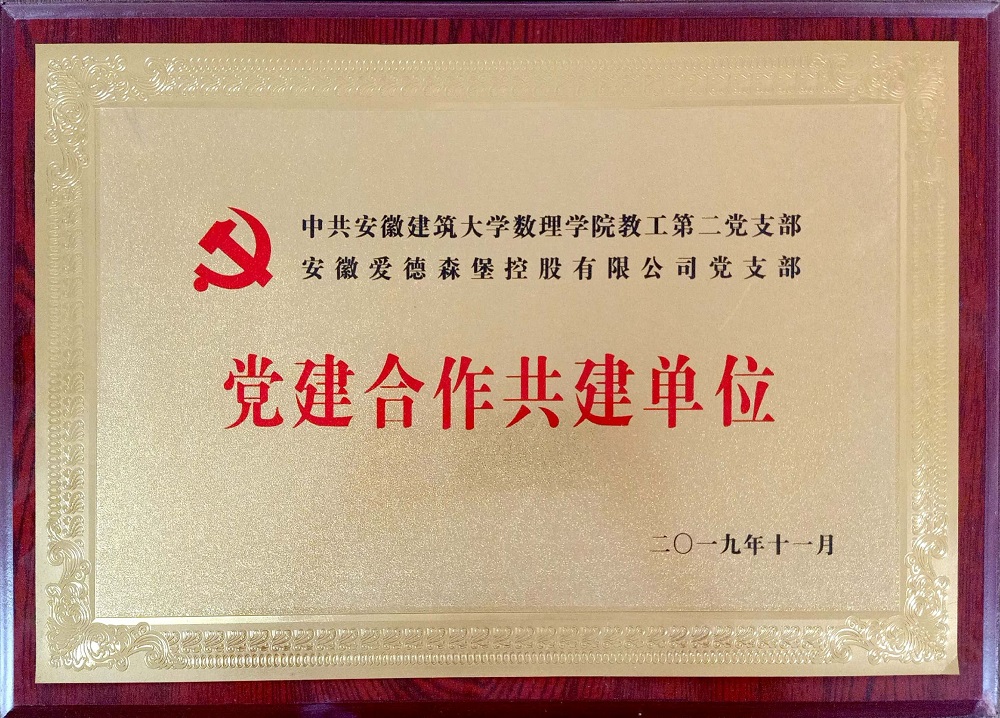 中共安徽建筑大学数理学院教工第二党支部
安徽爱德森堡控股有限公司党支部
党建合作共建单位
二〇一九年十一月